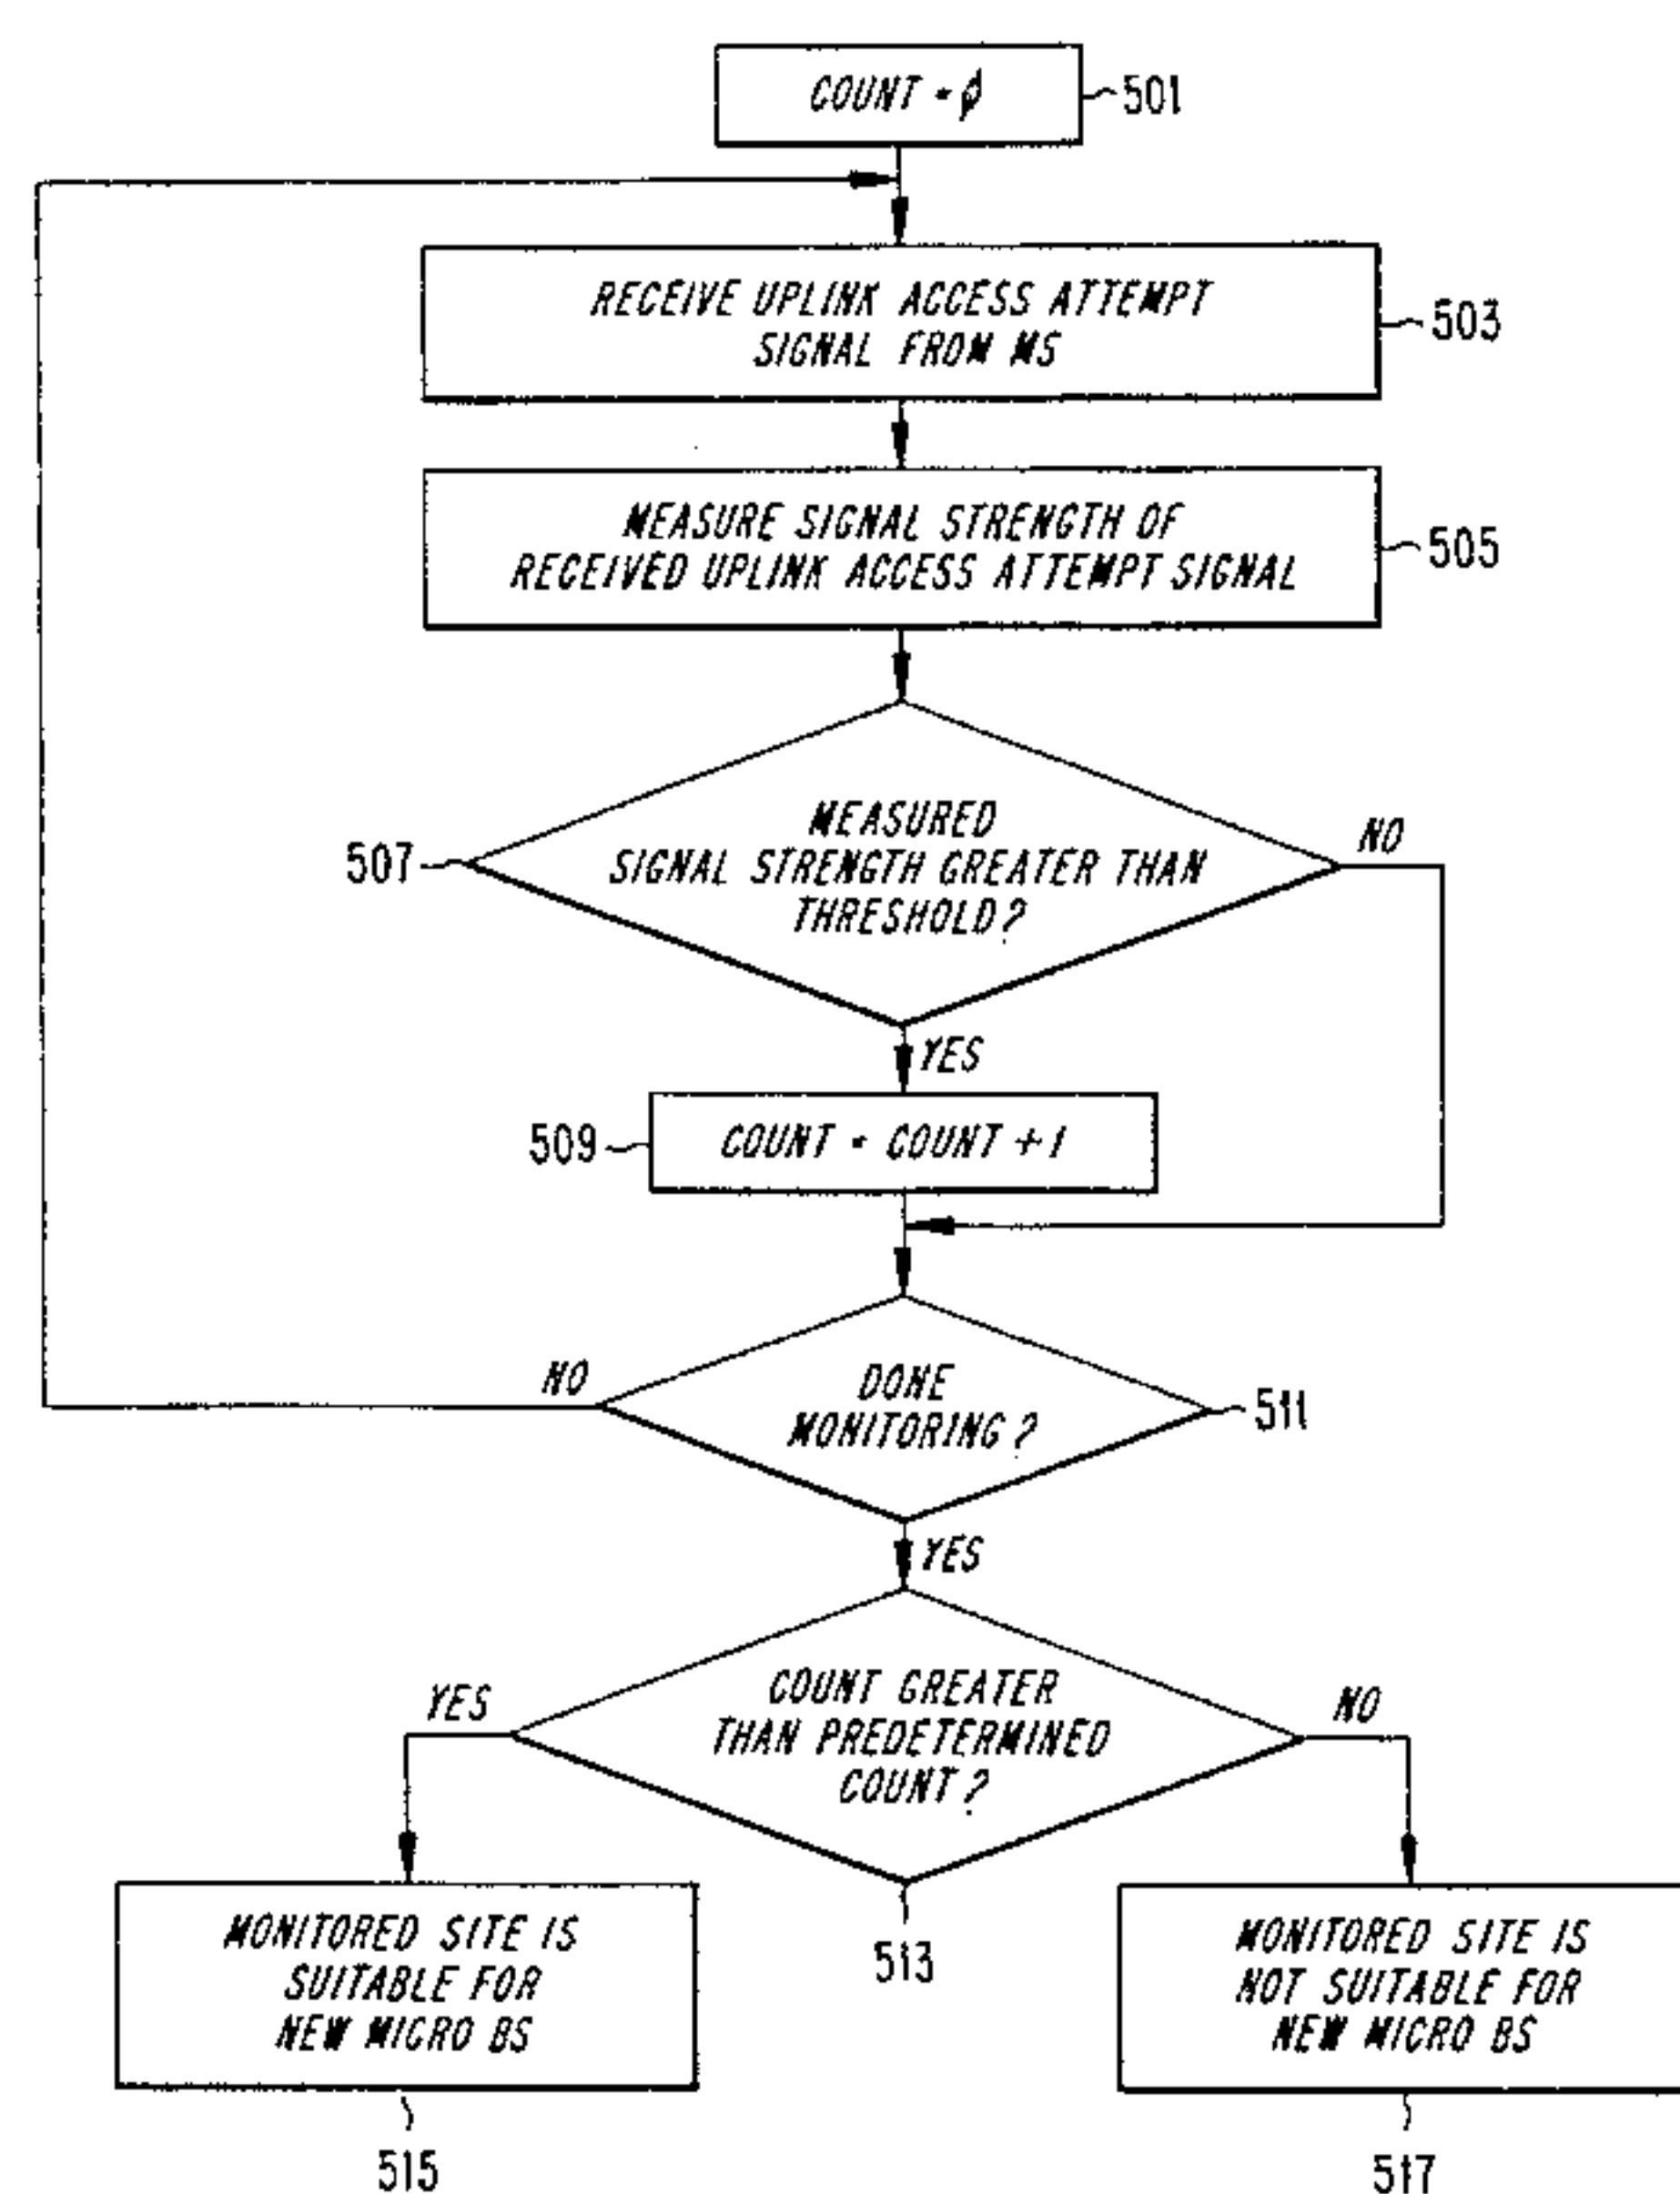 COUNT = φ
501
RECEIVE UPLINK ACCESS ATTEMPT
SIGNAL FROM MS
503
MEASURE SIGNAL STRENGTH OF
RECEIVED UPLINK ACCESS ATTEMPT SIGNAL
505
MEASURED
SIGNAL STRENGTH GREATER THAN
THRESHOLD?
507
NO
YES
COUNT = COUNT + 1
509
DONE
MONITORING?
NO
511
YES
COUNT GREATER
THAN PREDETERMINED
COUNT?
YES
NO
513
MONITORED SITE IS
SUITABLE FOR
NEW MICRO BS
515
MONITORED SITE IS
NOT SUITABLE FOR
NEW MICRO BS
517